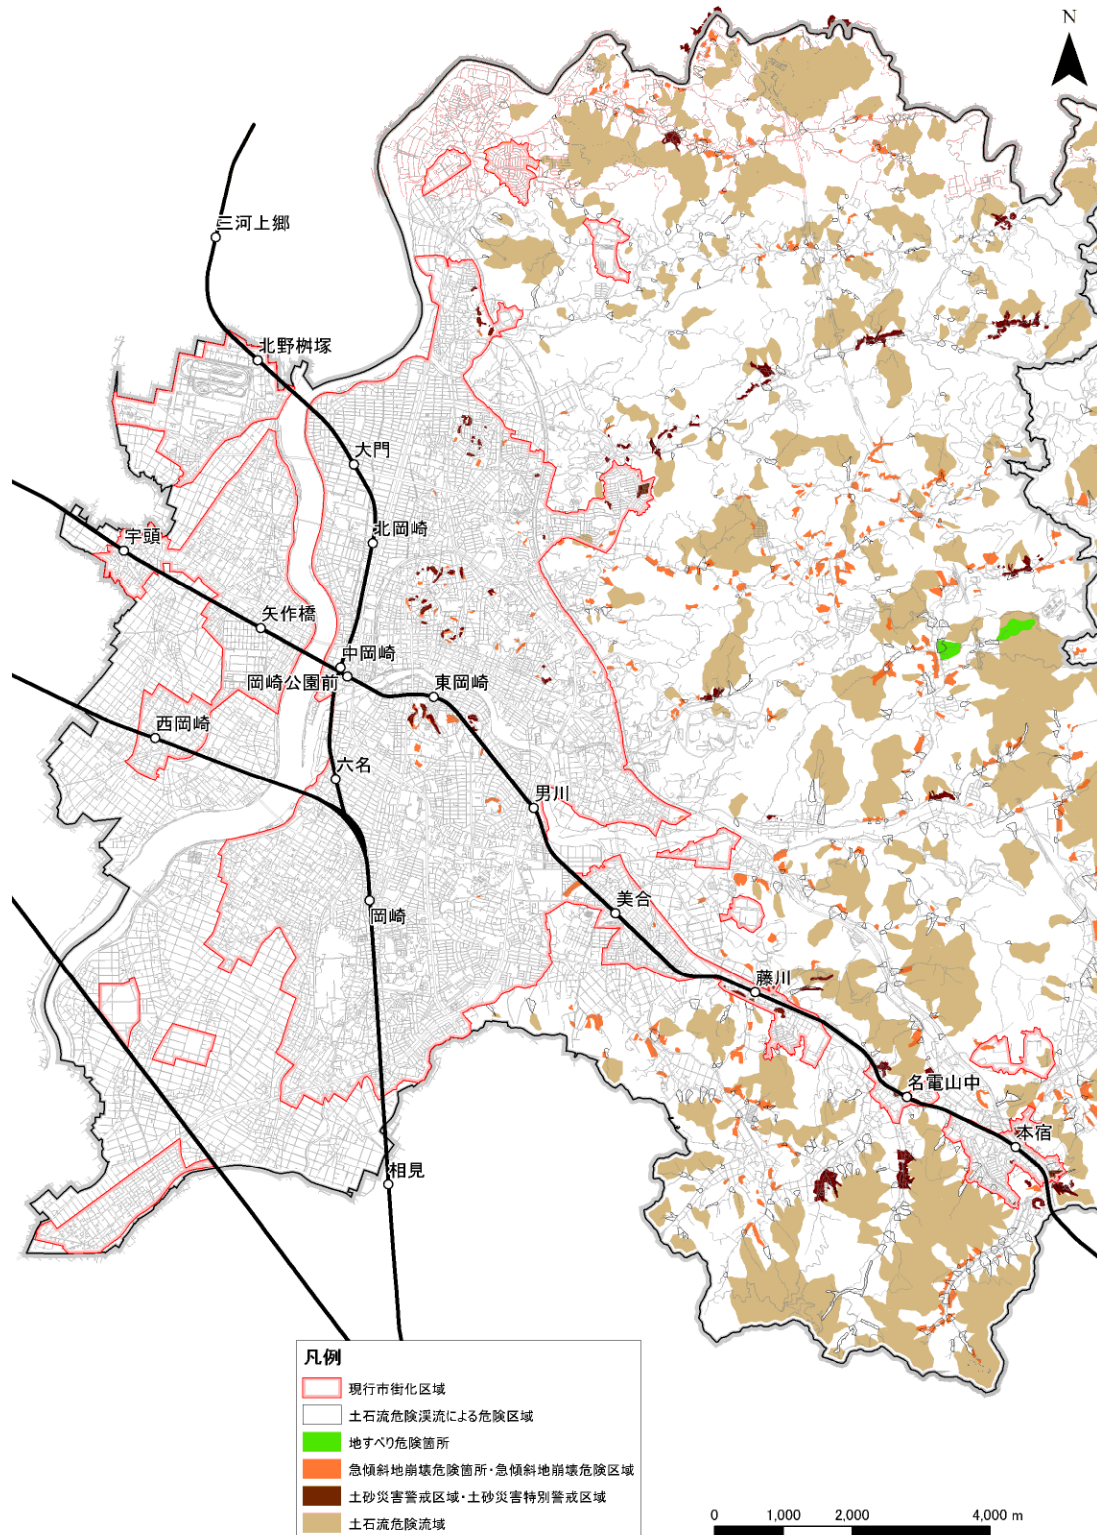 N
三河上郷
北野桝塚
大門
北岡崎
宇頭
矢作橋
中岡崎
岡崎公園前
東岡崎
西岡崎
六名
男川
岡崎
美合
藤川
名電山中
本宿
相見
凡例
現行市街化区域
土石流危険渓流による危険区域
地すべり危険箇所
急傾斜地崩壊危険箇所・急傾斜地崩壊危険区域
土砂災害警戒区域・土砂災害特別警戒区域
土石流危険流域
0 1,000 2,000 4,000 m